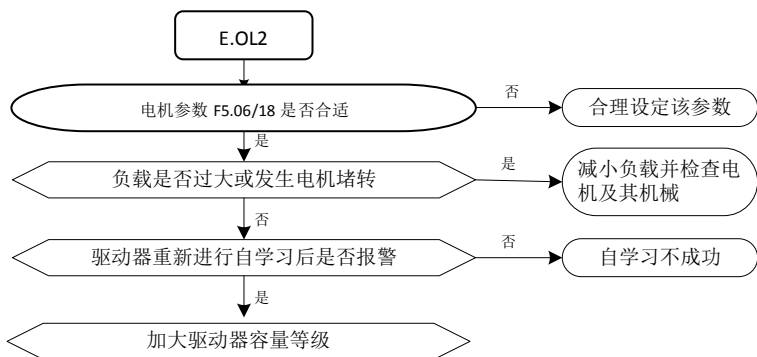 E.OL2
电机参数 F5.06/18 是否合适
否
合理设定该参数
是
负载是否过大或发生电机堵转
是
减小负载并检查电
机及其机械
否
驱动器重新进行自学习后是否报警
否
自学习不成功
是
加大驱动器容量等级